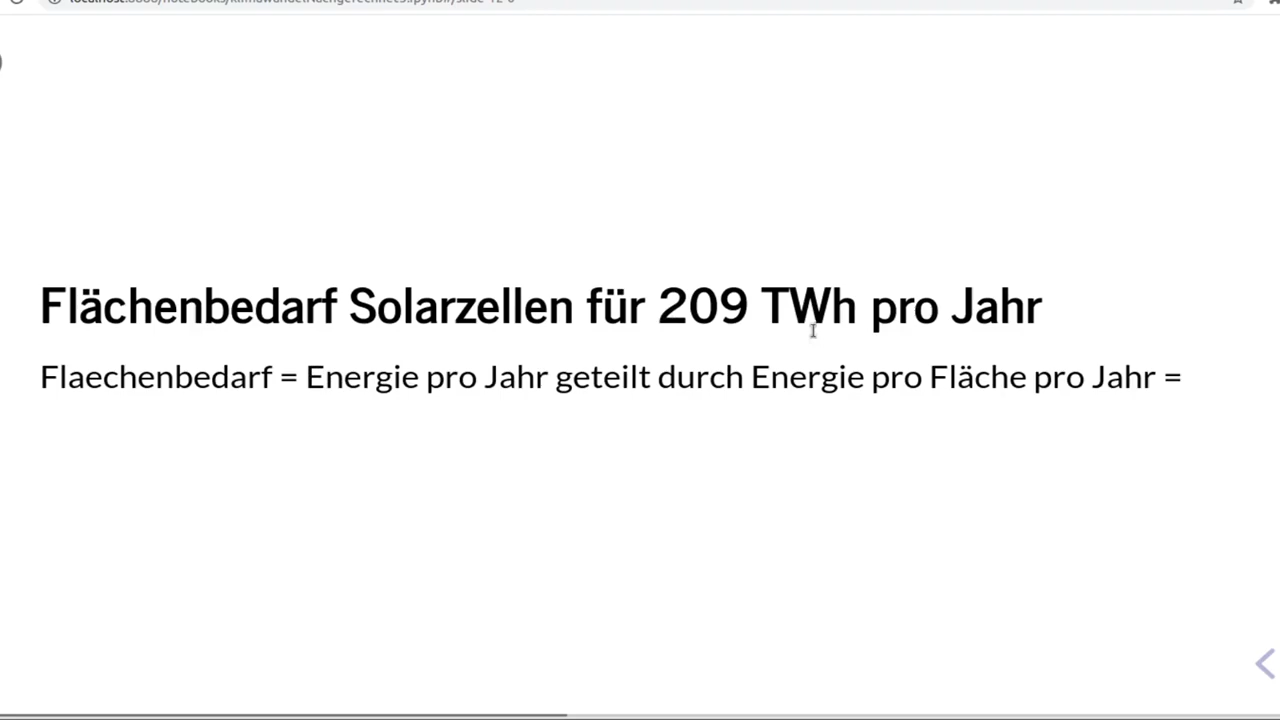 Flächenbedarf Solarzellen für 209 TWh pro Jahr
Flaechenbedarf = Energie pro Jahr geteilt durch Energie pro Fläche pro Jahr =